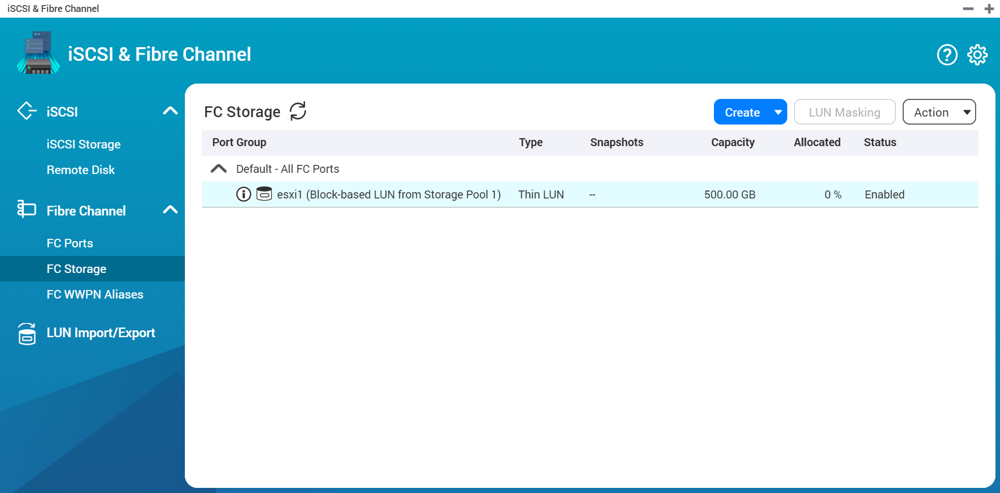 iSCSI & Fibre Channel
iSCSI & Fibre Channel
iSCSI
iSCSI Storage
Remote Disk
Fibre Channel
FC Ports
FC Storage
FC WWPN Aliases
LUN Import/Export
FC Storage
Create LUN Masking Action
Port Group Type Snapshots Capacity Allocated Status
Default - All FC Ports
esxi1 (Block-based LUN from Storage Pool 1) Thin LUN -- 500.00 GB 0 % Enabled